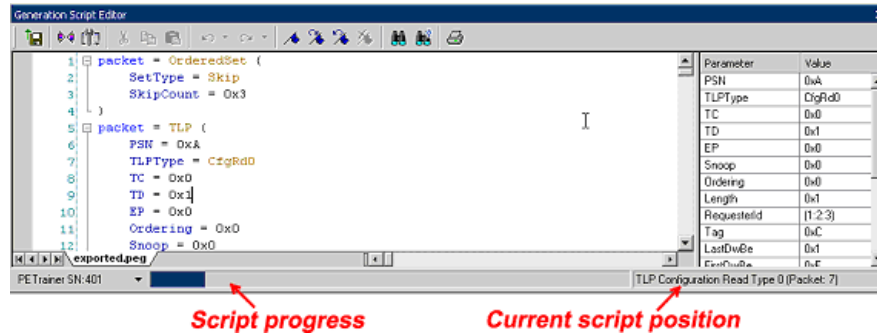 Generation Script Editor
1 packet = OrderedSet (
2 SetType = Skip
3 SkipCount = 0x3
4 )
5 packet = TLP (
6 PSN = 0xA
7 TLPType = CfgRd0
8 TC = 0x0
9 TD = 0x1
10 EP = 0x0
11 Ordering = 0x0
12 Snoop = 0x0
exported.peg
Parameter Value
PSN 0xA
TLPType CfgRd0
TC 0x0
TD 0x1
EP 0x0
Snoop 0x0
Ordering 0x0
Length 0x1
RequesterId (1:2:3)
Tag 0xC
LastDwBe 0x1
FirstDwBe 0xF
PETrainer SN:401
TLP Configuration Read Type 0 (Packet: 7)
Script progress
Current script position